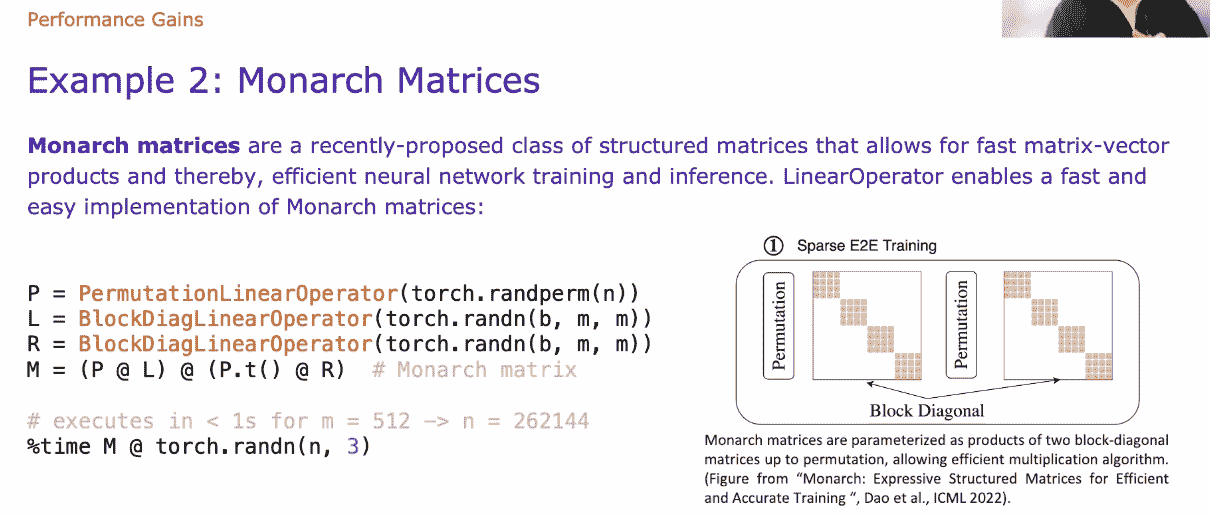 Performance Gains
Example 2: Monarch Matrices
Monarch matrices are a recently-proposed class of structured matrices that allows for fast matrix-vector
products and thereby, efficient neural network training and inference. LinearOperator enables a fast and
easy implementation of Monarch matrices:
P = PermutationLinearOperator(torch.randperm(n))
L = BlockDiagLinearOperator(torch.randn(b, m, m))
R = BlockDiagLinearOperator(torch.randn(b, m, m))
M = (P @ L) @ (P.t() @ R)  # Monarch matrix
# executes in < 1s for m = 512 -> n = 262144
%time M @ torch.randn(n, 3)
① Sparse E2E Training
Permutation
Permutation
Block Diagonal
Monarch matrices are parameterized as products of two block-diagonal
matrices up to permutation, allowing efficient multiplication algorithm.
(Figure from “Monarch: Expressive Structured Matrices for Efficient
and Accurate Training “, Dao et al., ICML 2022).